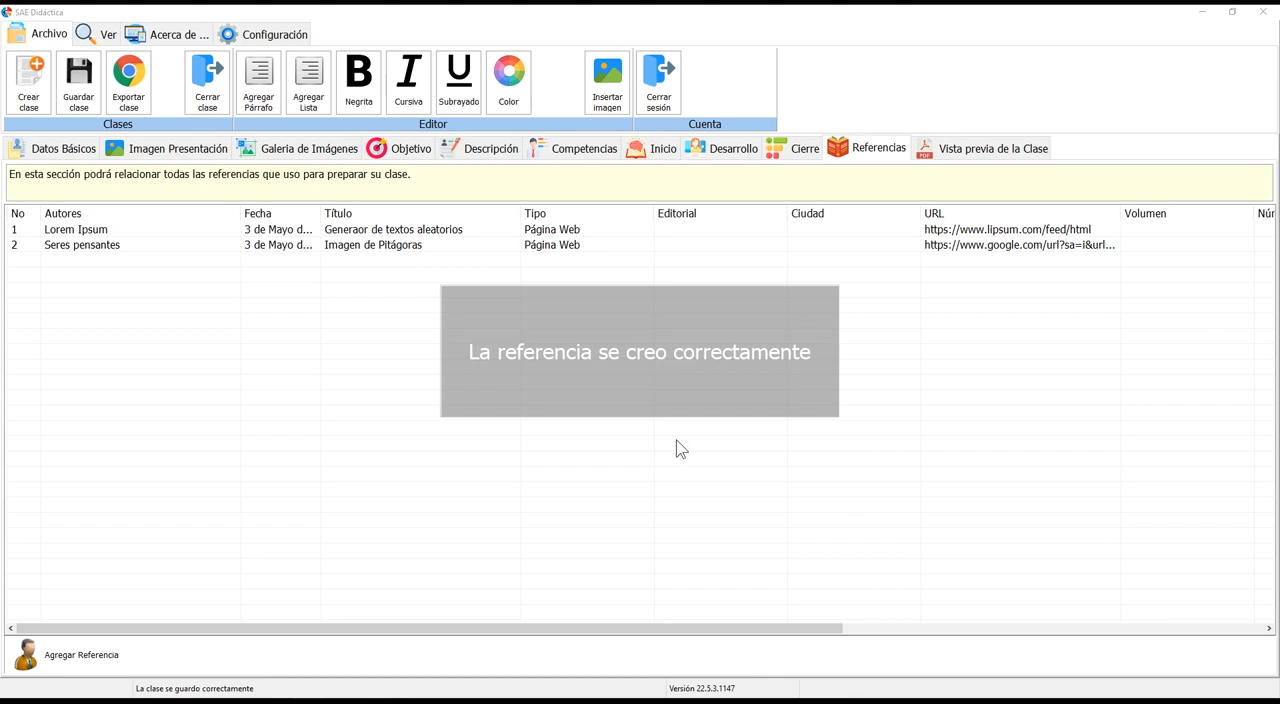 SAE Didáctica
Archivo Ver Acerca de ... Configuración
Crear clase Guardar clase Exportar clase Cerrar clase Agregar Párrafo Agregar Lista Negrita Cursiva Subrayado Color Insertar imagen Cerrar sesión
Clases Editor Cuenta
Datos Básicos Imagen Presentación Galeria de Imágenes Objetivo Descripción Competencias Inicio Desarrollo Cierre Referencias Vista previa de la Clase
En esta sección podrá relacionar todas las referencias que uso para preparar su clase.
No Autores Fecha Título Tipo Editorial Ciudad URL Volumen Núr
1 Lorem Ipsum 3 de Mayo d... Generaor de textos aleatorios Página Web https://www.lipsum.com/feed/html
2 Seres pensantes 3 de Mayo d... Imagen de Pitágoras Página Web https://www.google.com/url?sa=i&url...
La referencia se creo correctamente
Agregar Referencia
La clase se guardo correctamente Versión 22.5.3.1147